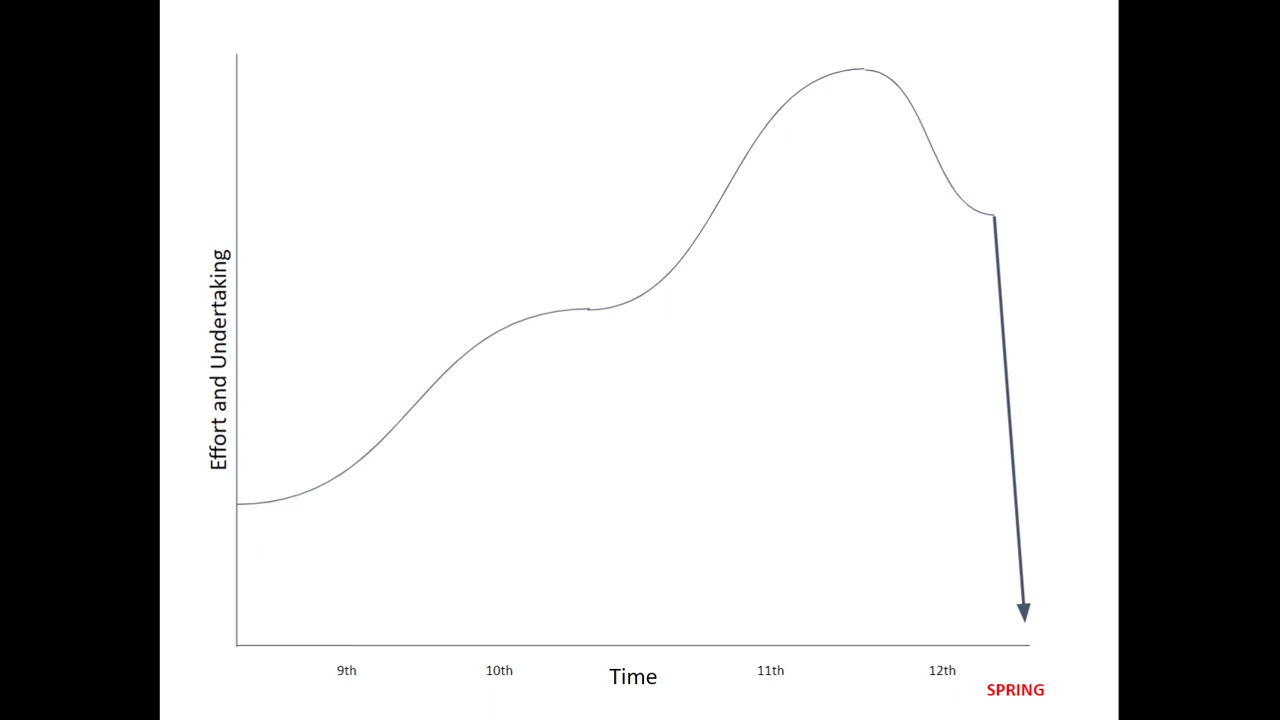 Effort and Undertaking
9th
10th
Time
11th
12th
SPRING